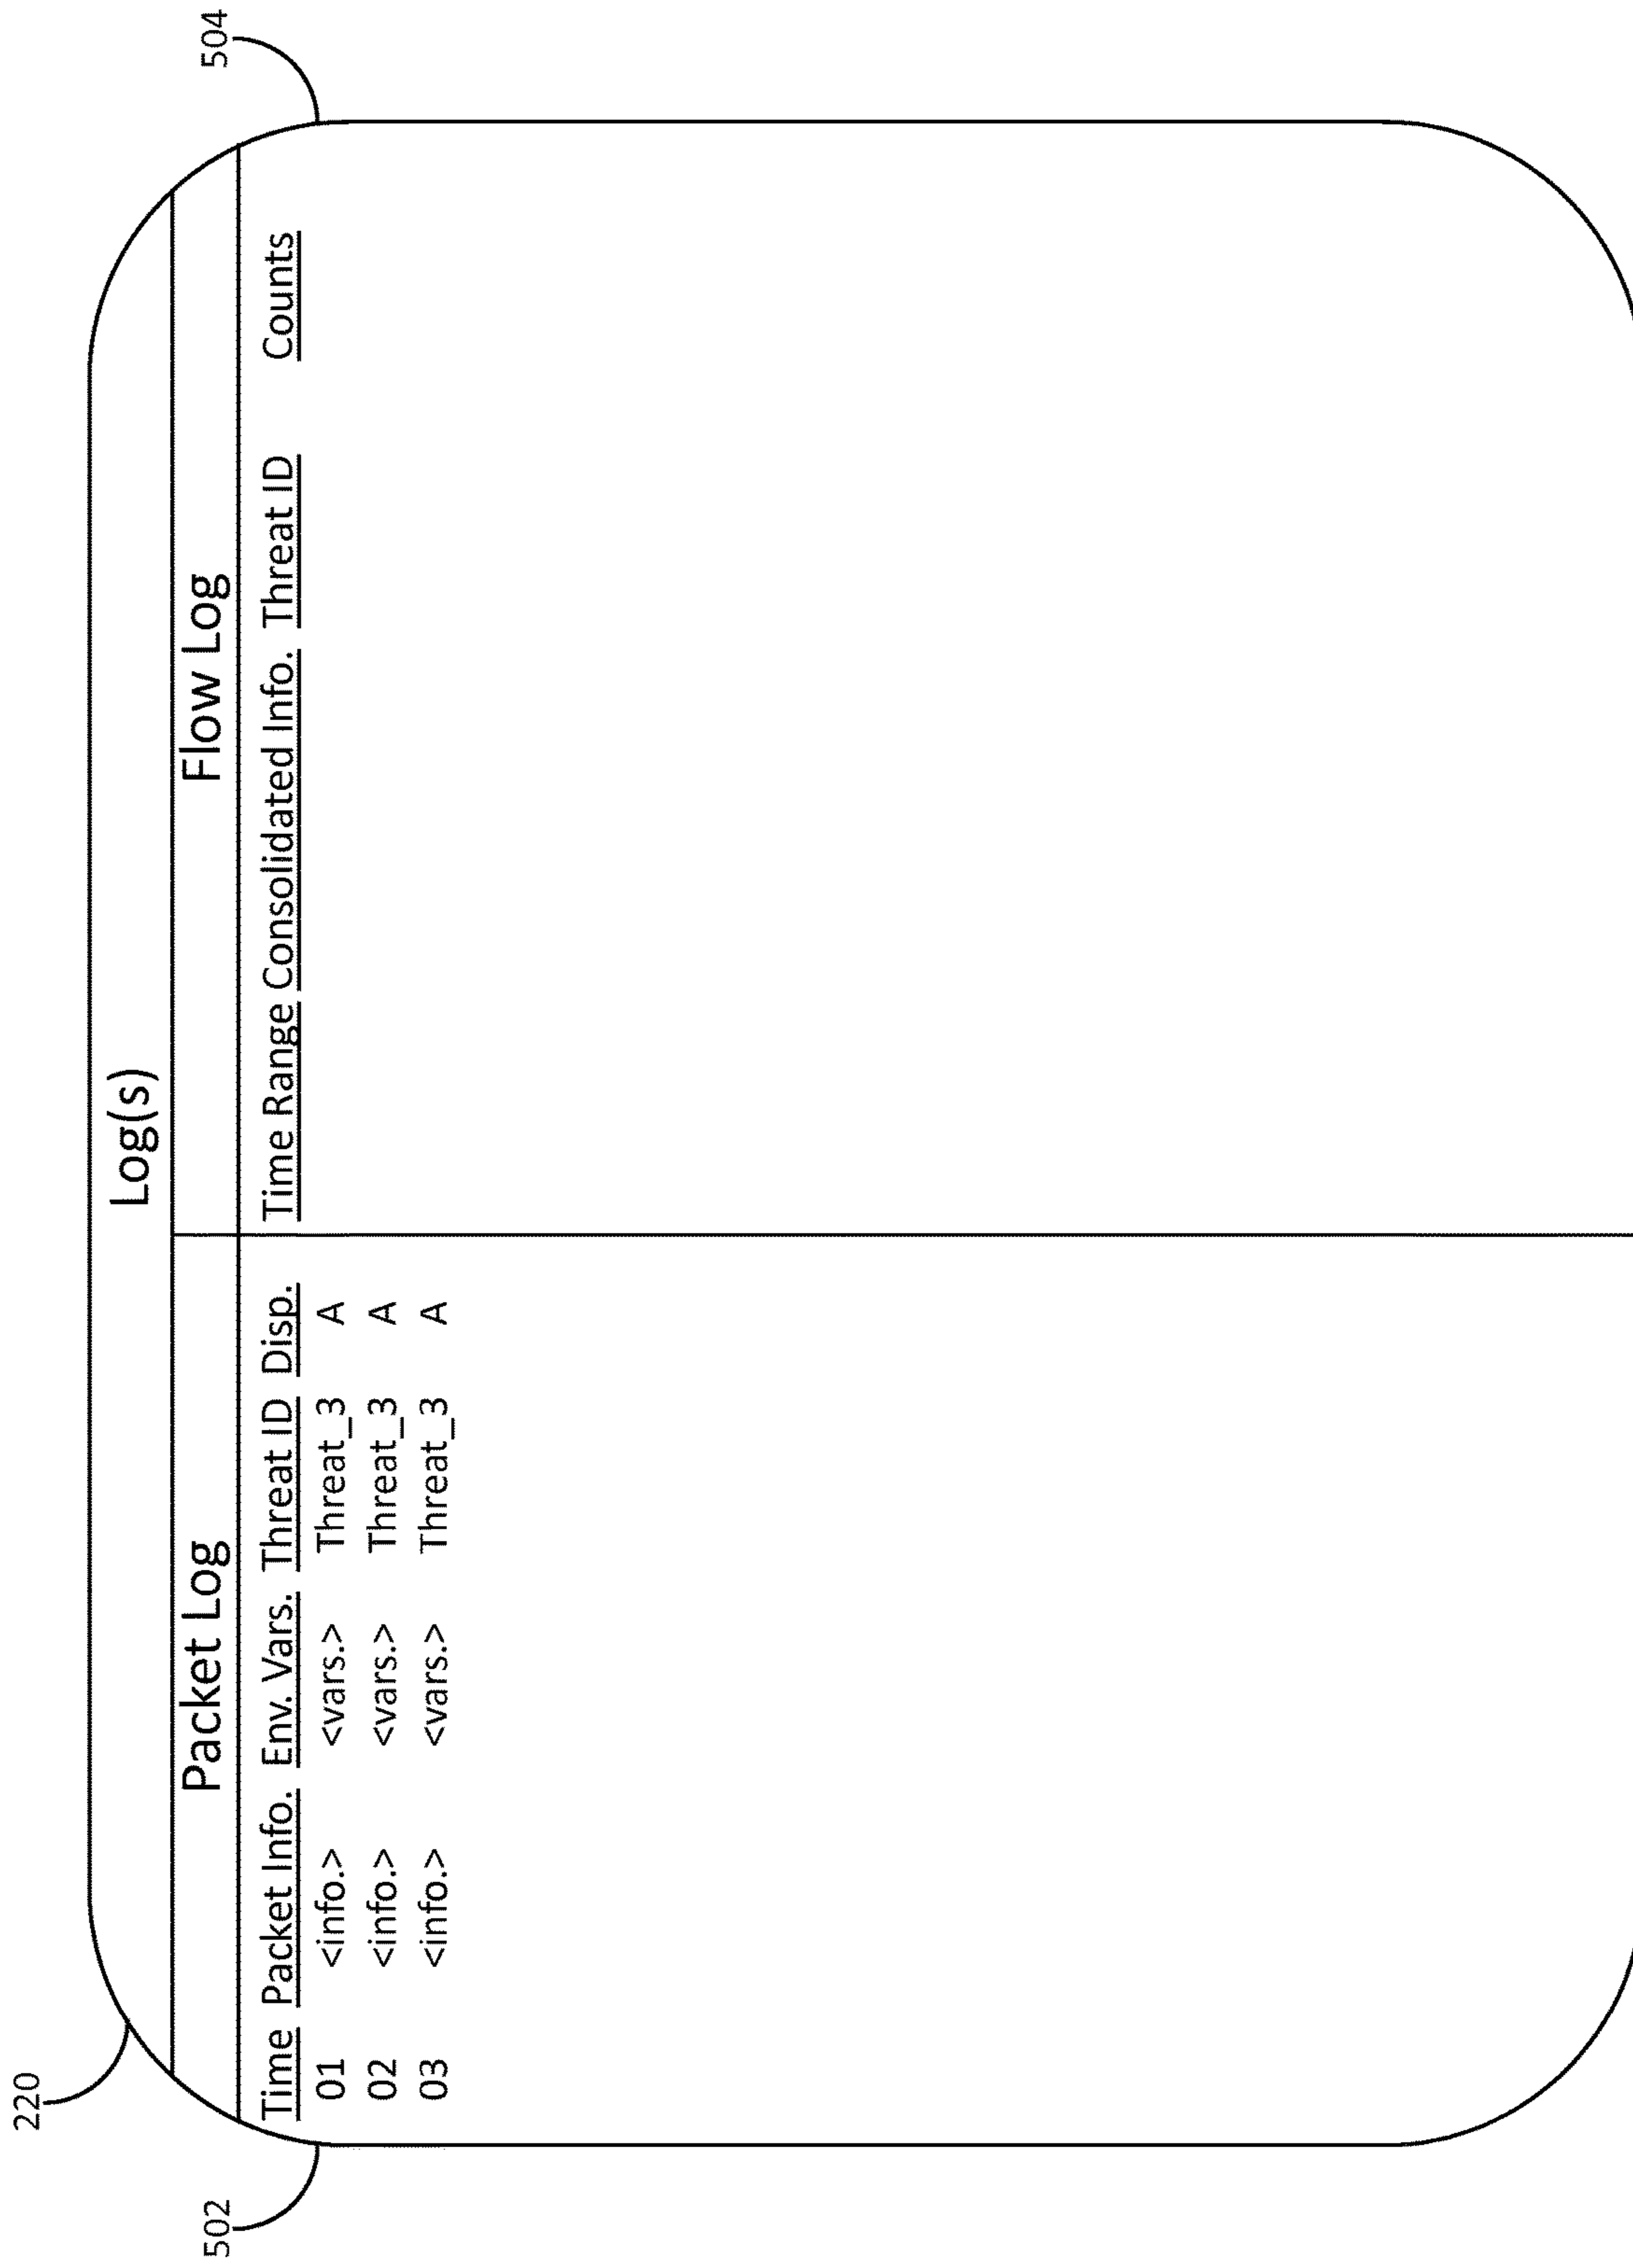 220
Log(s)
502
504
Packet Log
Flow Log
Time Packet Info. Env. Vars. Threat ID Disp.
Time Range Consolidated Info. Threat ID Counts
01 <info.> <vars.> Threat_3 A
02 <info.> <vars.> Threat_3 A
03 <info.> <vars.> Threat_3 A